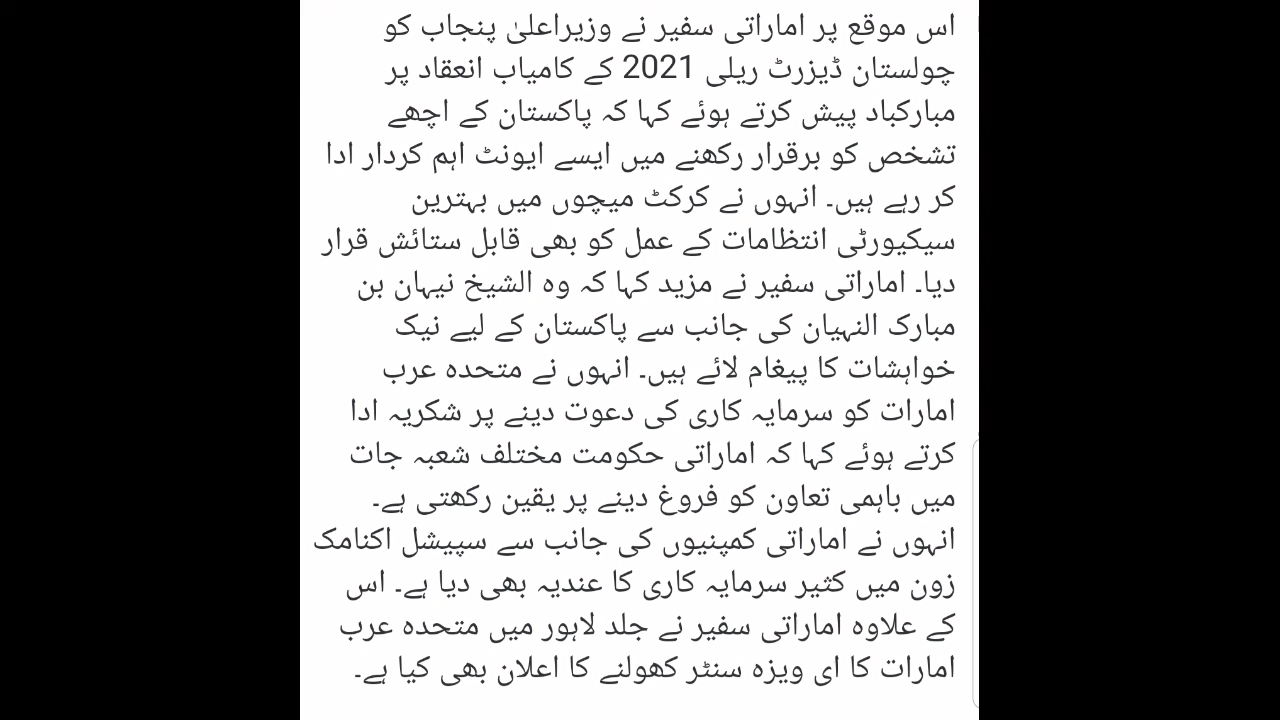 اس موقع پر اماراتی سفیر نے وزیراعلیٰ پنجاب کو
چولستان ڈیزرٹ ریلی 2021 کے کامیاب انعقاد پر
مبارکباد پیش کرتے ہوئے کہا کہ پاکستان کے اچھے
تشخص کو برقرار رکھنے میں ایسے ایونٹ اہم کردار ادا
کر رہے ہیں۔ انہوں نے کرکٹ میچوں میں بہترین
سیکیورٹی انتظامات کے عمل کو بھی قابل ستائش قرار
دیا۔ اماراتی سفیر نے مزید کہا کہ وہ الشیخ نیہان بن
مبارک النہیان کی جانب سے پاکستان کے لیے نیک
خواہشات کا پیغام لائے ہیں۔ انہوں نے متحدہ عرب
امارات کو سرمایہ کاری کی دعوت دینے پر شکریہ ادا
کرتے ہوئے کہا کہ اماراتی حکومت مختلف شعبہ جات
میں باہمی تعاون کو فروغ دینے پر یقین رکھتی ہے۔
انہوں نے اماراتی کمپنیوں کی جانب سے سپیشل اکنامک
زون میں کثیر سرمایہ کاری کا عندیہ بھی دیا ہے۔ اس
کے علاوہ اماراتی سفیر نے جلد لاہور میں متحدہ عرب
امارات کا ای ویزہ سنٹر کھولنے کا اعلان بھی کیا ہے۔